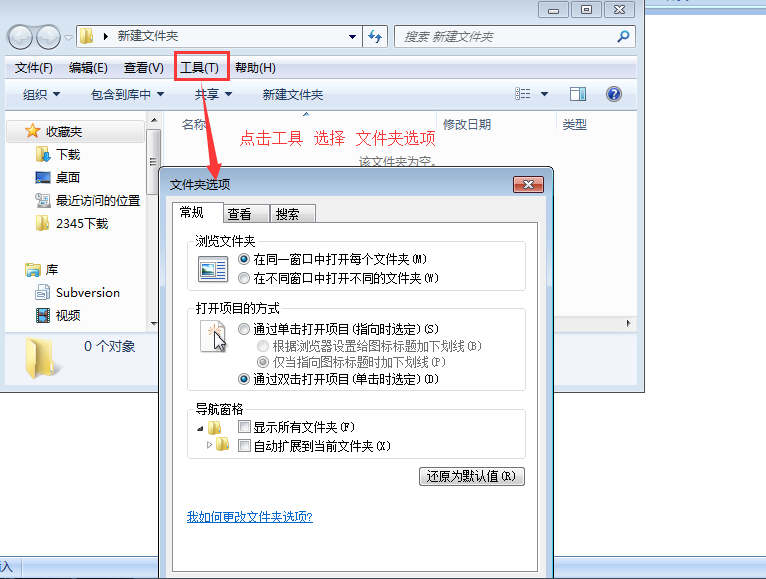 新建文件夹
搜索 新建文件夹
文件(F) 编辑(E) 查看(V) 工具(T) 帮助(H)
组织 包含到库中 共享 新建文件夹
收藏夹
下载
桌面
最近访问的位置
2345下载
库
Subversion
视频
0 个对象
名称 修改日期 类型
点击工具 选择 文件夹选项
该文件夹为空。
文件夹选项
常规 查看 搜索
浏览文件夹
在同一窗口中打开每个文件夹(M)
在不同窗口中打开不同的文件夹(W)
打开项目的方式
通过单击打开项目(指向时选定)(S)
根据浏览器设置给图标标题加下划线(B)
仅当指向图标标题时加下划线(P)
通过双击打开项目(单击时选定)(D)
导航窗格
显示所有文件夹(F)
自动扩展到当前文件夹(X)
还原为默认值(R)
我如何更改文件夹选项?
入